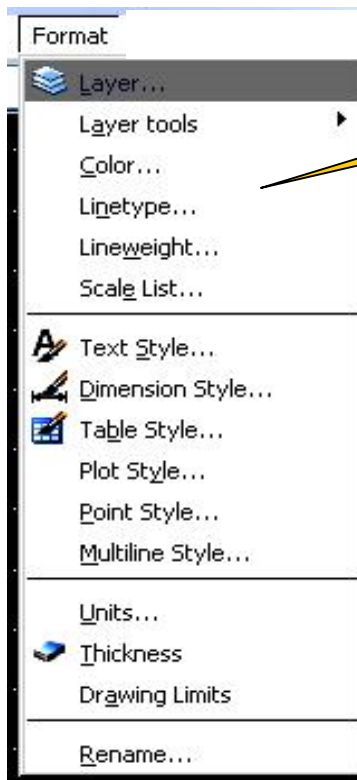 Format
Layer...
Layer tools
Color...
Linetype...
Lineweight...
Scale List...
Text Style...
Dimension Style...
Table Style...
Plot Style...
Point Style...
Multiline Style...
Units...
Thickness
Drawing Limits
Rename...